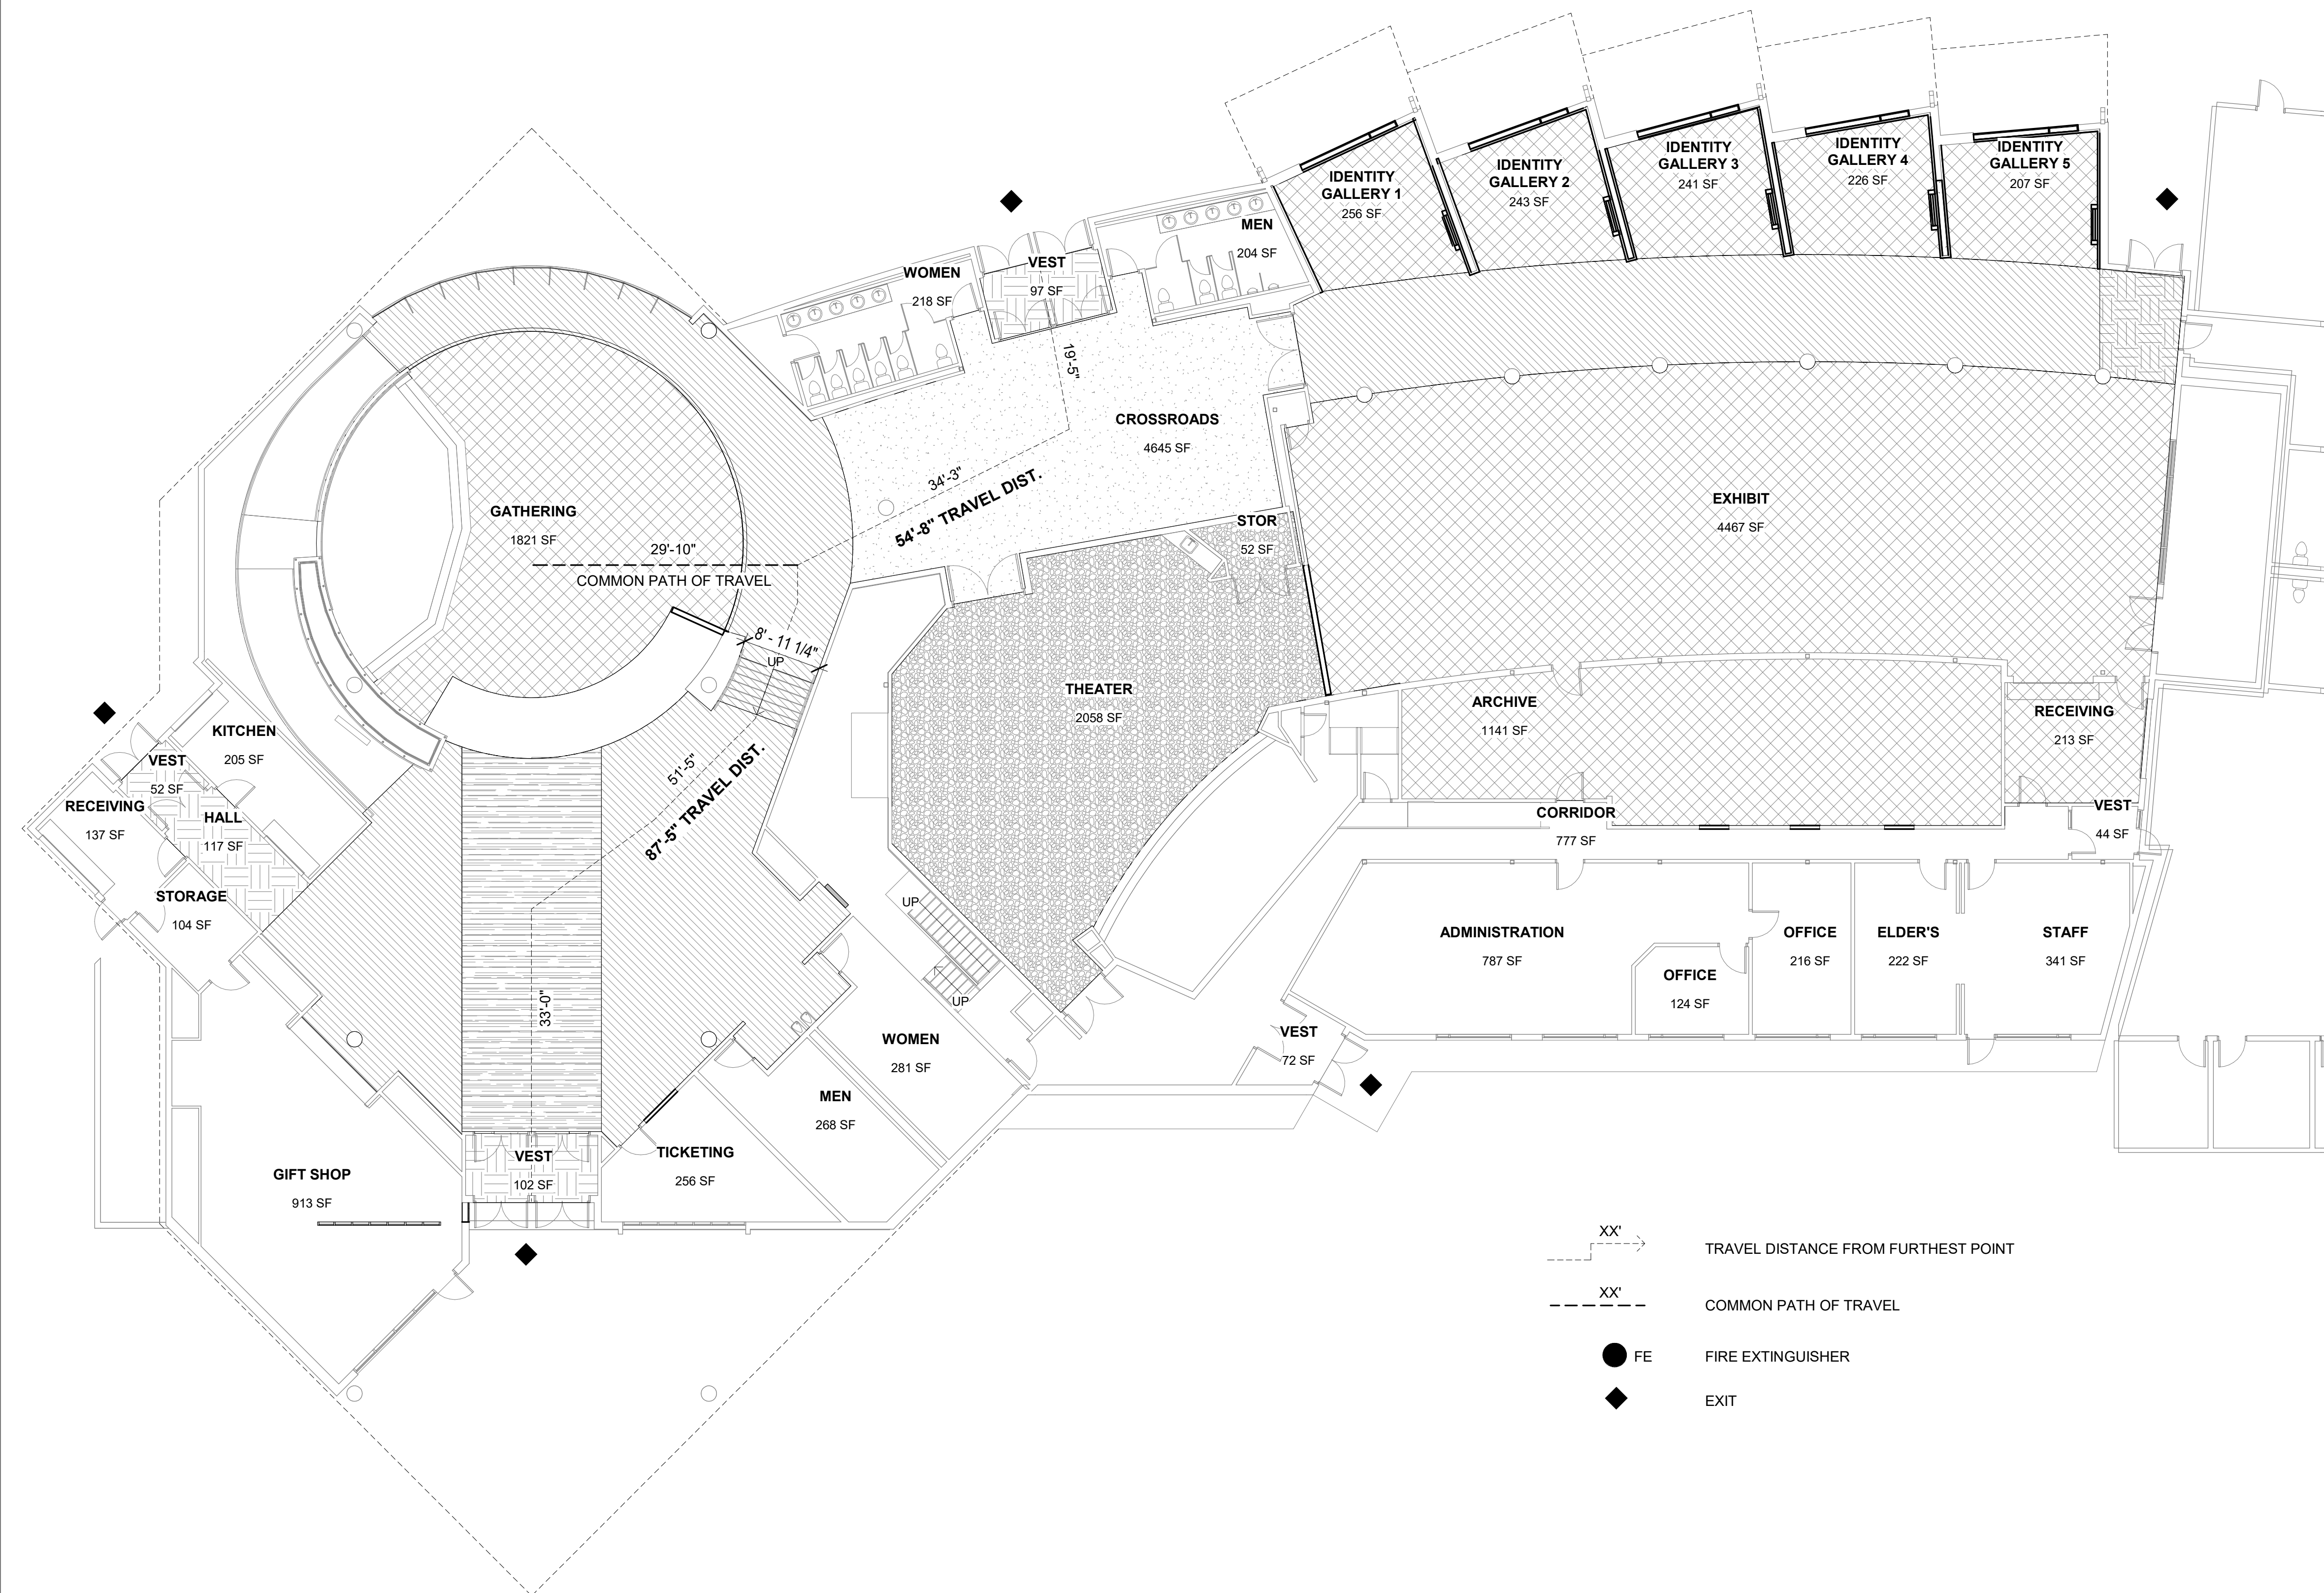 IDENTITY
GALLERY 1
256 SF
IDENTITY
GALLERY 2
243 SF
IDENTITY
GALLERY 3
241 SF
IDENTITY
GALLERY 4
226 SF
IDENTITY
GALLERY 5
207 SF
MEN
204 SF
VEST
97 SF
WOMEN
218 SF
19'-5"
CROSSROADS
4645 SF
34'-3"
54'-8" TRAVEL DIST.
GATHERING
1821 SF
29'-10"
COMMON PATH OF TRAVEL
STOR
52 SF
EXHIBIT
4467 SF
8' - 11 1/4"
UP
THEATER
2058 SF
ARCHIVE
1141 SF
RECEIVING
213 SF
KITCHEN
205 SF
VEST
52 SF
RECEIVING
137 SF
HALL
117 SF
51'-5"
87'-5" TRAVEL DIST.
CORRIDOR
777 SF
VEST
44 SF
STORAGE
104 SF
UP
UP
ADMINISTRATION
787 SF
OFFICE
124 SF
OFFICE
216 SF
ELDER'S
222 SF
STAFF
341 SF
33'-0"
WOMEN
281 SF
VEST
72 SF
MEN
268 SF
GIFT SHOP
913 SF
VEST
102 SF
TICKETING
256 SF
XX'
TRAVEL DISTANCE FROM FURTHEST POINT
XX'
COMMON PATH OF TRAVEL
FE
FIRE EXTINGUISHER
EXIT